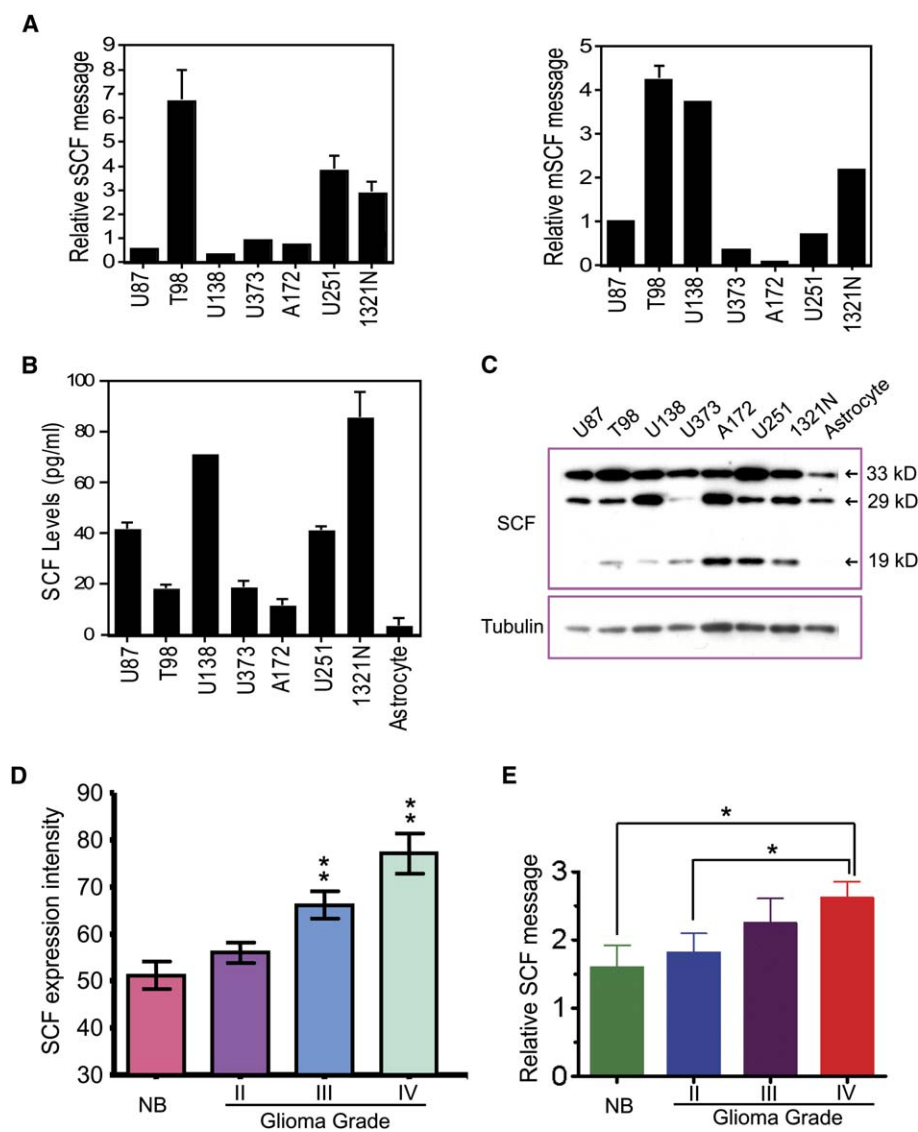 A
Relative sSCF message
9
8
7
6
5
4
3
2
1
0
U87
T98
U138
U373
A172
U251
1321N
Relative mSCF message
5
4
3
2
1
0
U87
T98
U138
U373
A172
U251
1321N
B
SCF Levels (pg/ml)
100
80
60
40
20
0
U87
T98
U138
U373
A172
U251
1321N
Astrocyte
C
U87
T98
U138
U373
A172
U251
1321N
Astrocyte
SCF
← 33 kD
← 29 kD
← 19 kD
Tubulin
D
SCF expression intensity
90
80
70
60
50
40
30
**
**
NB
II
III
IV
Glioma Grade
E
Relative SCF message
3
2
1
0
*
*
NB
II
III
IV
Glioma Grade